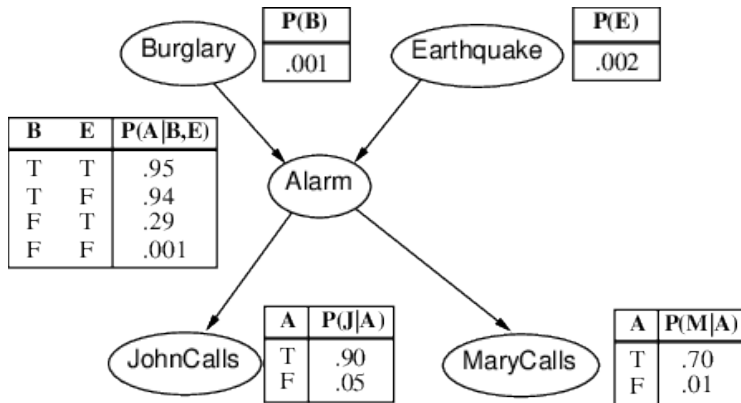 Burglary
P(B)
.001
Earthquake
P(E)
.002
B E P(A|B,E)
T T .95
T F .94
F T .29
F F .001
Alarm
JohnCalls
A P(J|A)
T .90
F .05
MaryCalls
A P(M|A)
T .70
F .01